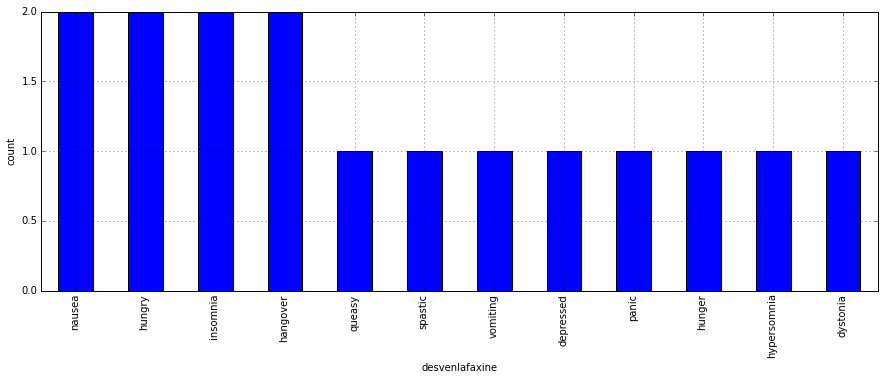 2.0
1.5
1.0
0.5
0.0
count
nausea
hungry
insomnia
hangover
queasy
spastic
vomiting
depressed
panic
hunger
hypersomnia
dystonia
desvenlafaxine